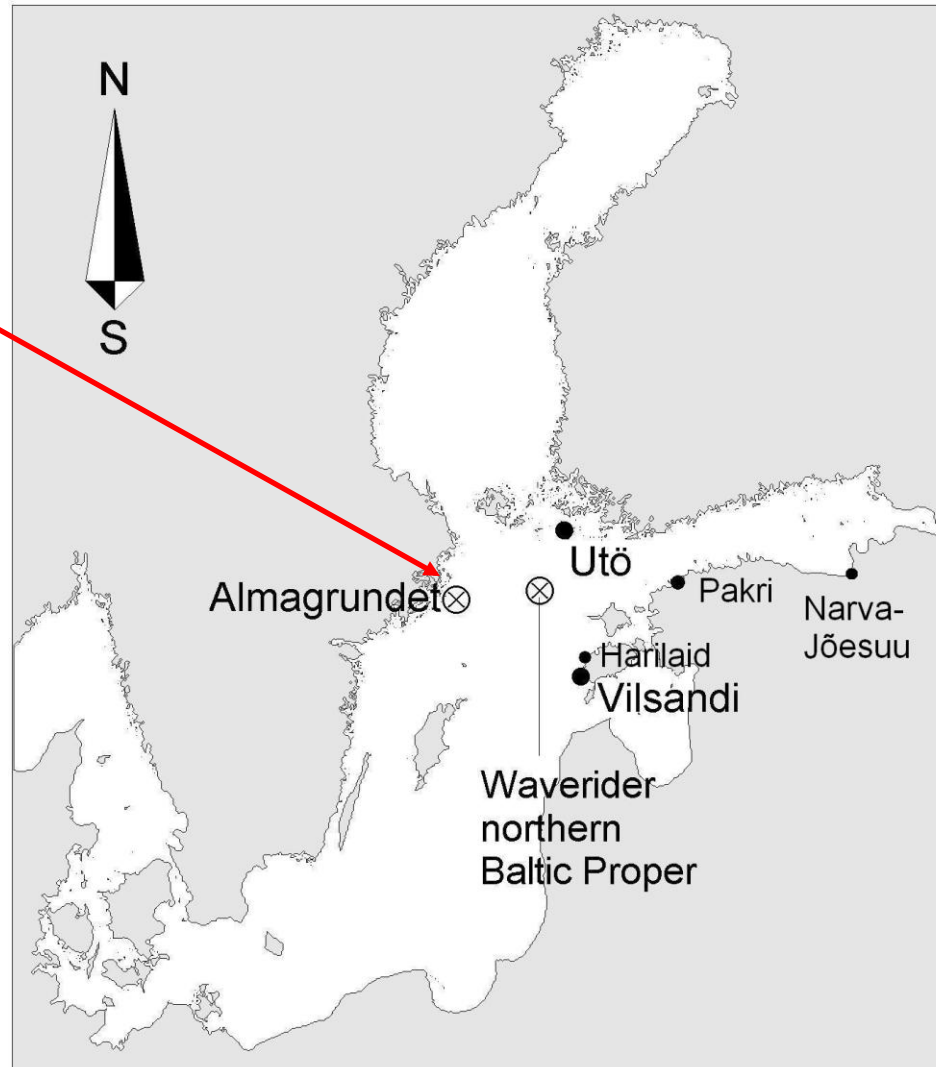 N
S
Utö
Almagrundet
Pakri
Narva-
Jõesuu
Harilaid
Vilsandi
Waverider
northern
Baltic Proper